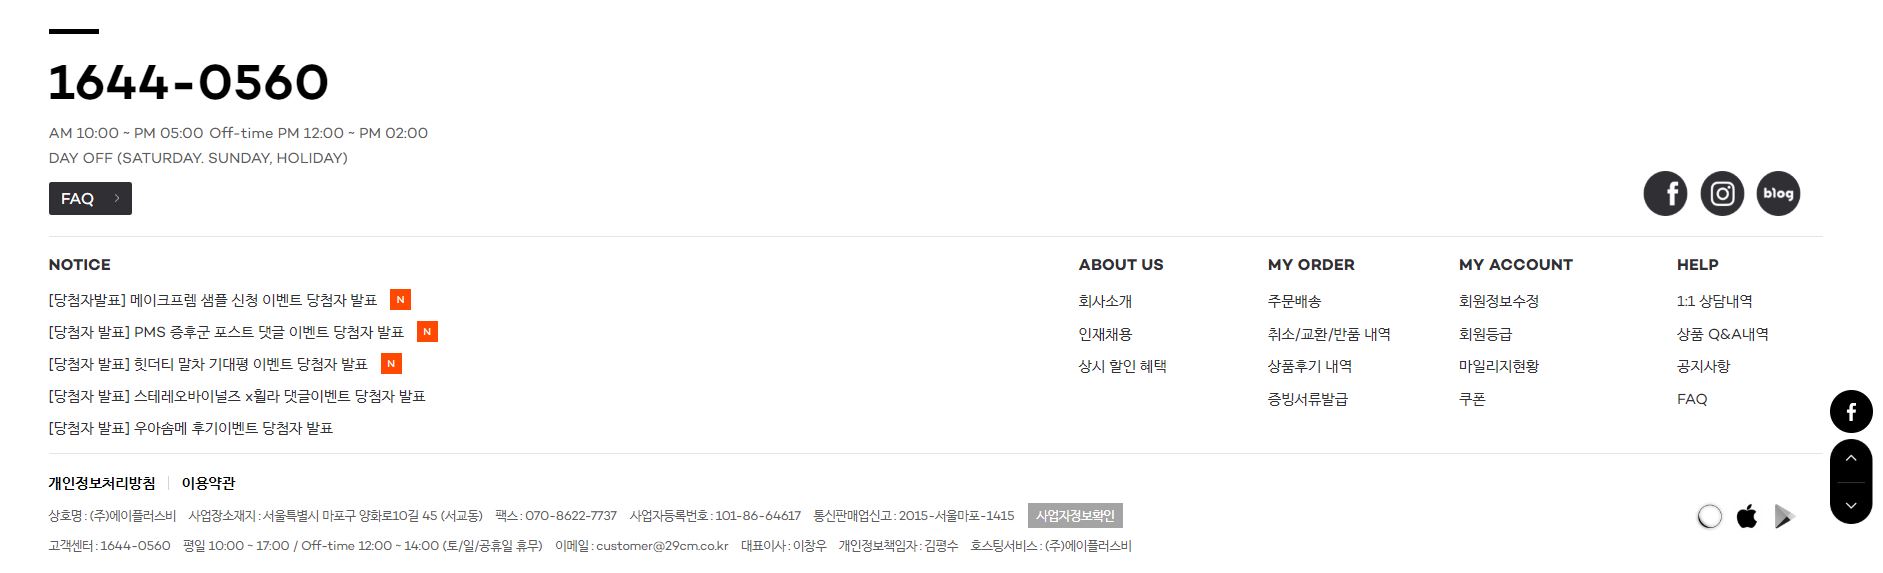 1644-0560
AM 10:00 ~ PM 05:00 Off-time PM 12:00 ~ PM 02:00
DAY OFF (SATURDAY. SUNDAY, HOLIDAY)
FAQ
f
blog
NOTICE
[당첨자발표] 메이크프렘 샘플 신청 이벤트 당첨자 발표 N
[당첨자 발표] PMS 증후군 포스트 댓글 이벤트 당첨자 발표 N
[당첨자 발표] 힛더티 말차 기대평 이벤트 당첨자 발표 N
[당첨자 발표] 스테레오바이널즈 x휠라 댓글이벤트 당첨자 발표
[당첨자 발표] 우아솜메 후기이벤트 당첨자 발표
ABOUT US
회사소개
인재채용
상시 할인 혜택
MY ORDER
주문배송
취소/교환/반품 내역
상품후기 내역
증빙서류발급
MY ACCOUNT
회원정보수정
회원등급
마일리지현황
쿠폰
HELP
1:1 상담내역
상품 Q&A내역
공지사항
FAQ
f
개인정보처리방침 이용약관
상호명 : (주)에이플러스비 사업장소재지 : 서울특별시 마포구 양화로10길 45 (서교동) 팩스 : 070-8622-7737 사업자등록번호 : 101-86-64617 통신판매업신고 : 2015-서울마포-1415 사업자정보확인
고객센터 : 1644-0560 평일 10:00 ~ 17:00 / Off-time 12:00 ~ 14:00 (토/일/공휴일 휴무) 이메일 : customer@29cm.co.kr 대표이사 : 이창우 개인정보책임자 : 김평수 호스팅서비스 : (주)에이플러스비